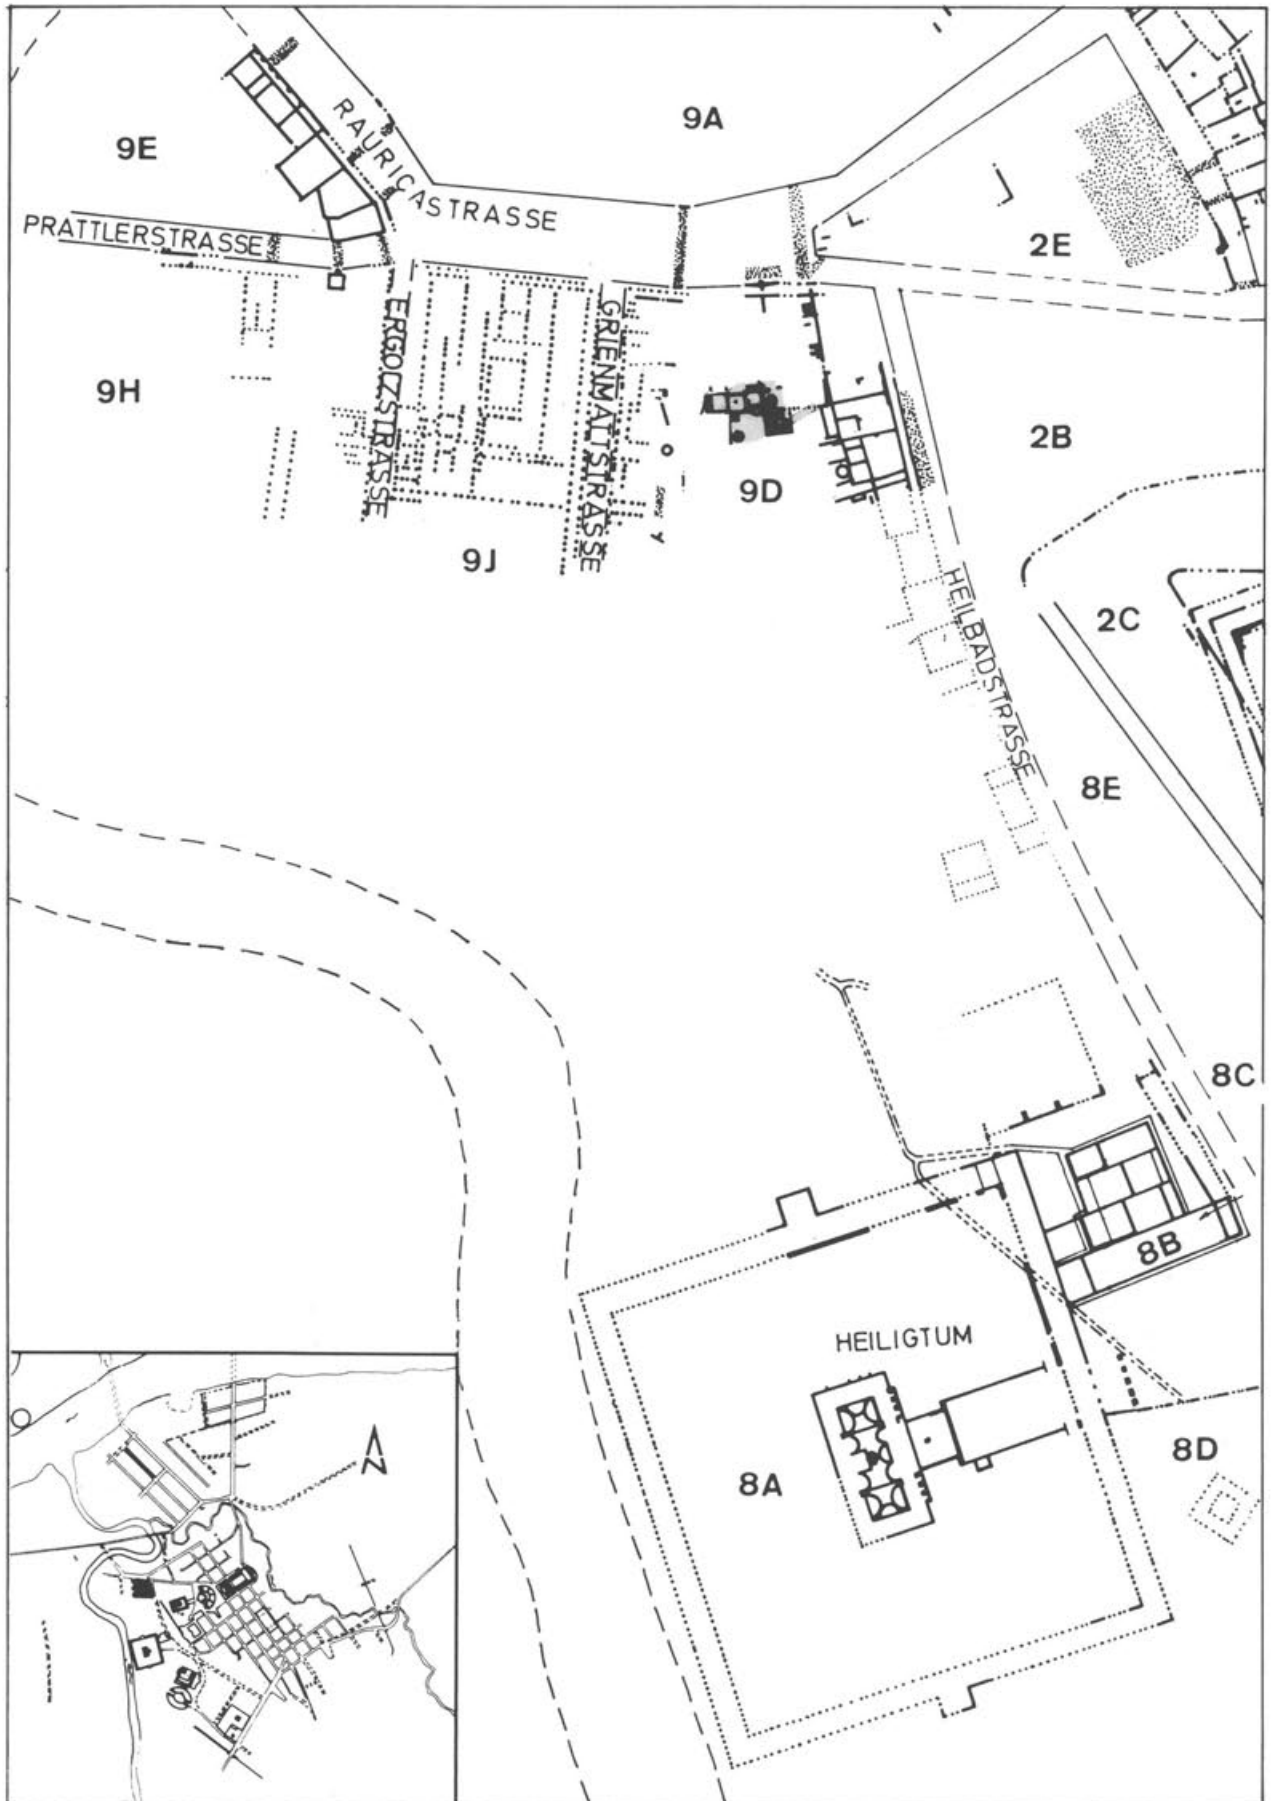 9A
RAURICASTRASSE
9E
PRATTLERSTRASSE
2E
ERGOLZSTRASSE
GRIENMATTSTRASSE
9H
2B
9D
9J
HEILBADSTRASSE
2C
8E
8C
8B
HEILIGTUM
8A
8D